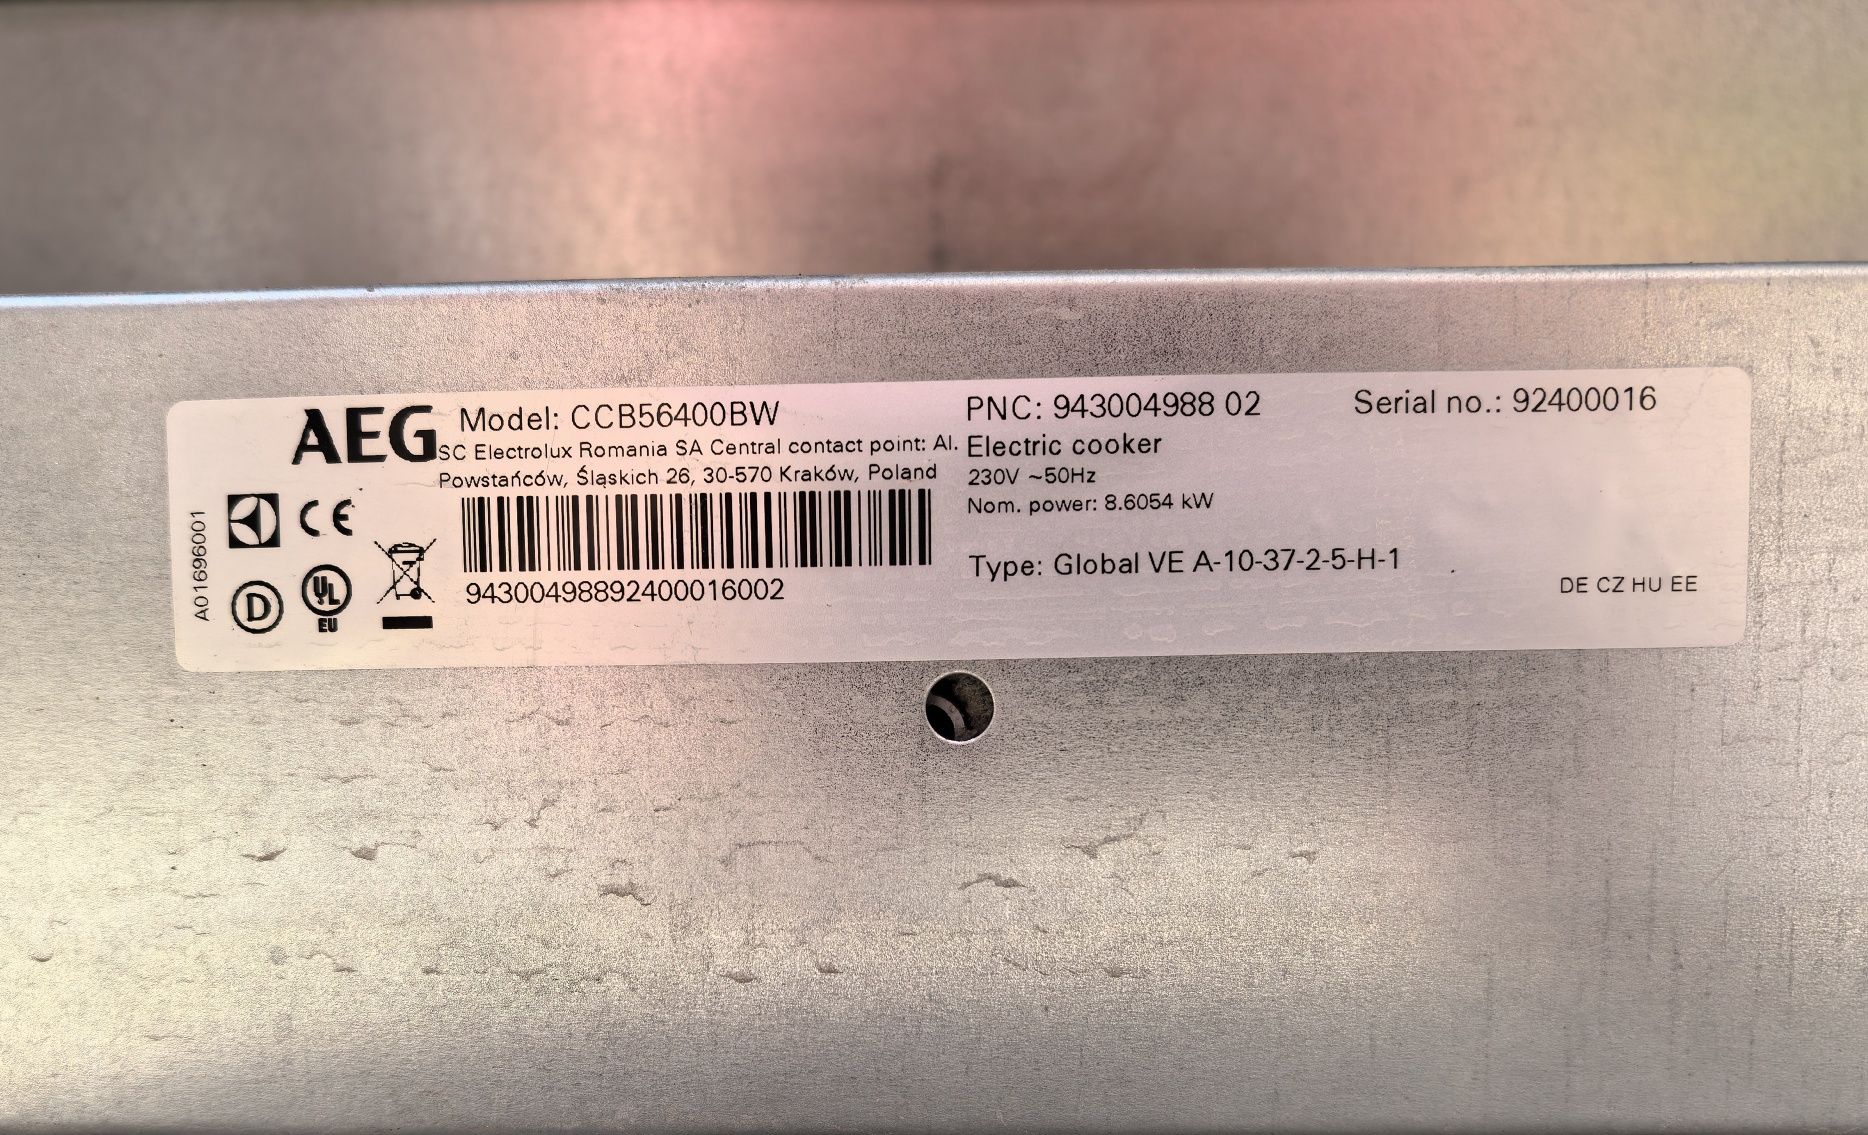 AEG
Model: CCB56400BW
SC Electrolux Romania SA Central contact point: Al.
Powstańców, Śląskich 26, 30-570 Kraków, Poland
94300498892400016002
A01696001
CE
D
UL
EU
PNC: 943004988 02
Serial no.: 92400016
Electric cooker
230V ~50Hz
Nom. power: 8.6054 kW
Type: Global VE A-10-37-2-5-H-1
DE CZ HU EE